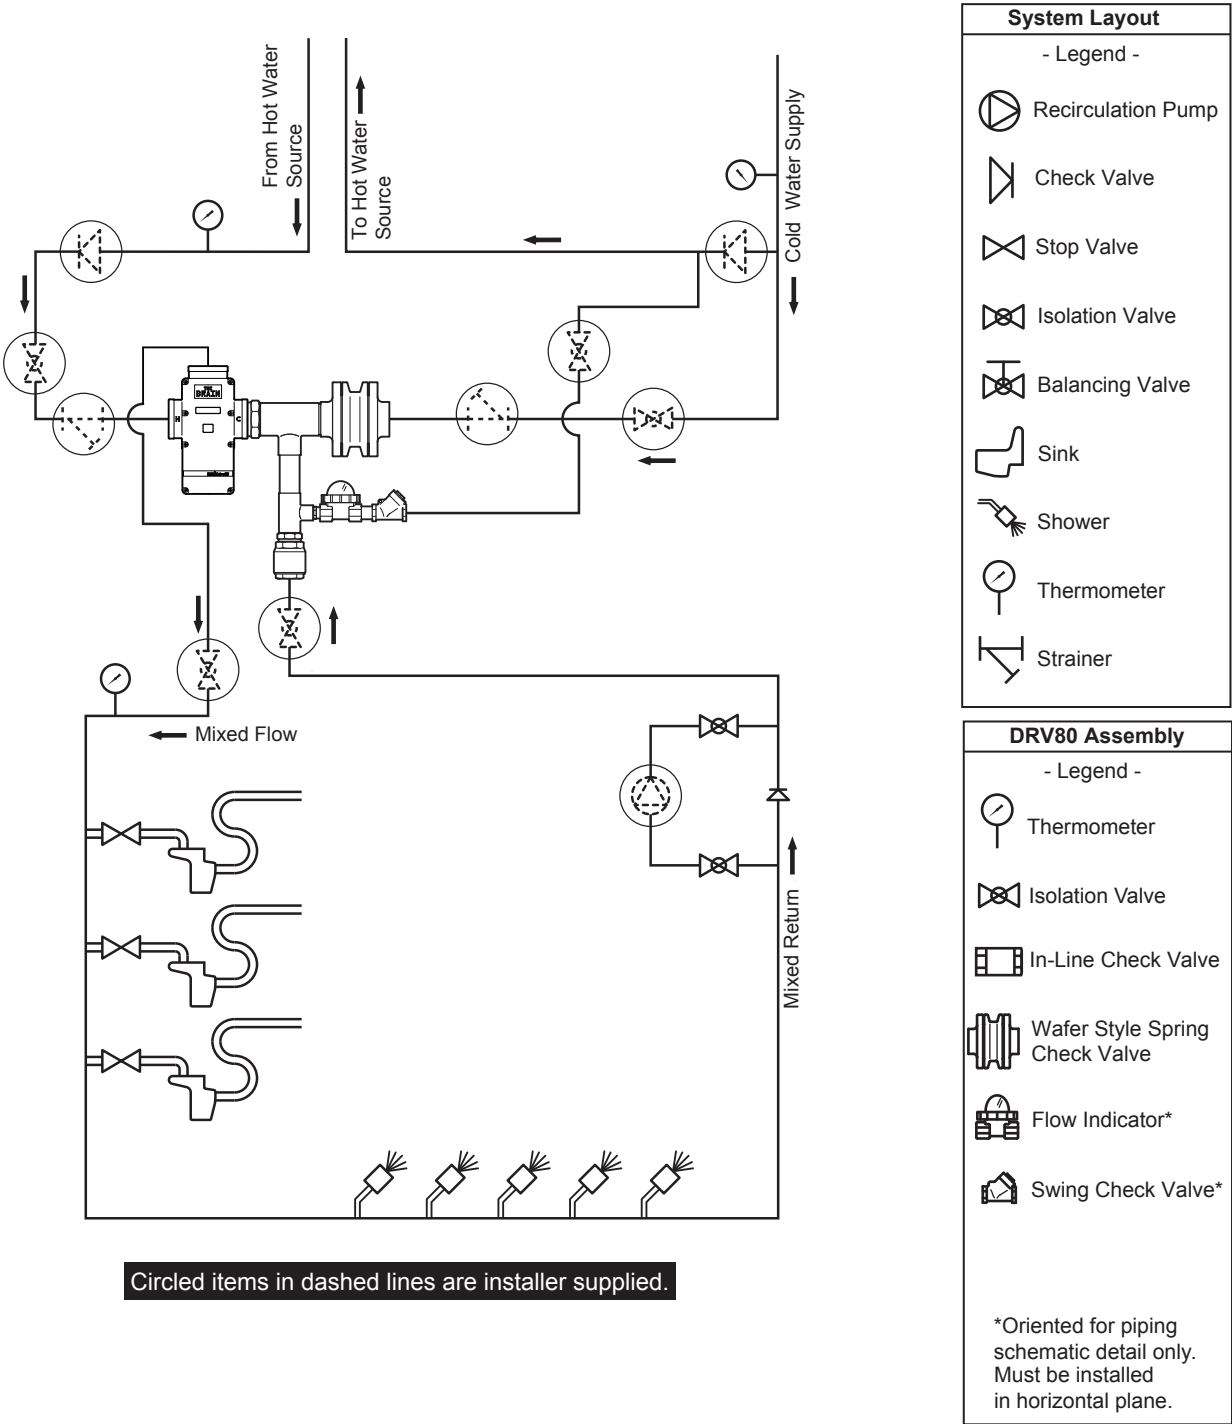 From Hot Water
Source
To Hot Water
Source
Cold Water Supply
THE
BRAIN
H
C
Mixed Flow
Mixed Return
Circled items in dashed lines are installer supplied.
System Layout
- Legend -
Recirculation Pump
Check Valve
Stop Valve
Isolation Valve
Balancing Valve
Sink
Shower
Thermometer
Strainer
DRV80 Assembly
- Legend -
Thermometer
Isolation Valve
In-Line Check Valve
Wafer Style Spring
Check Valve
Flow Indicator*
Swing Check Valve*
*Oriented for piping
schematic detail only.
Must be installed
in horizontal plane.